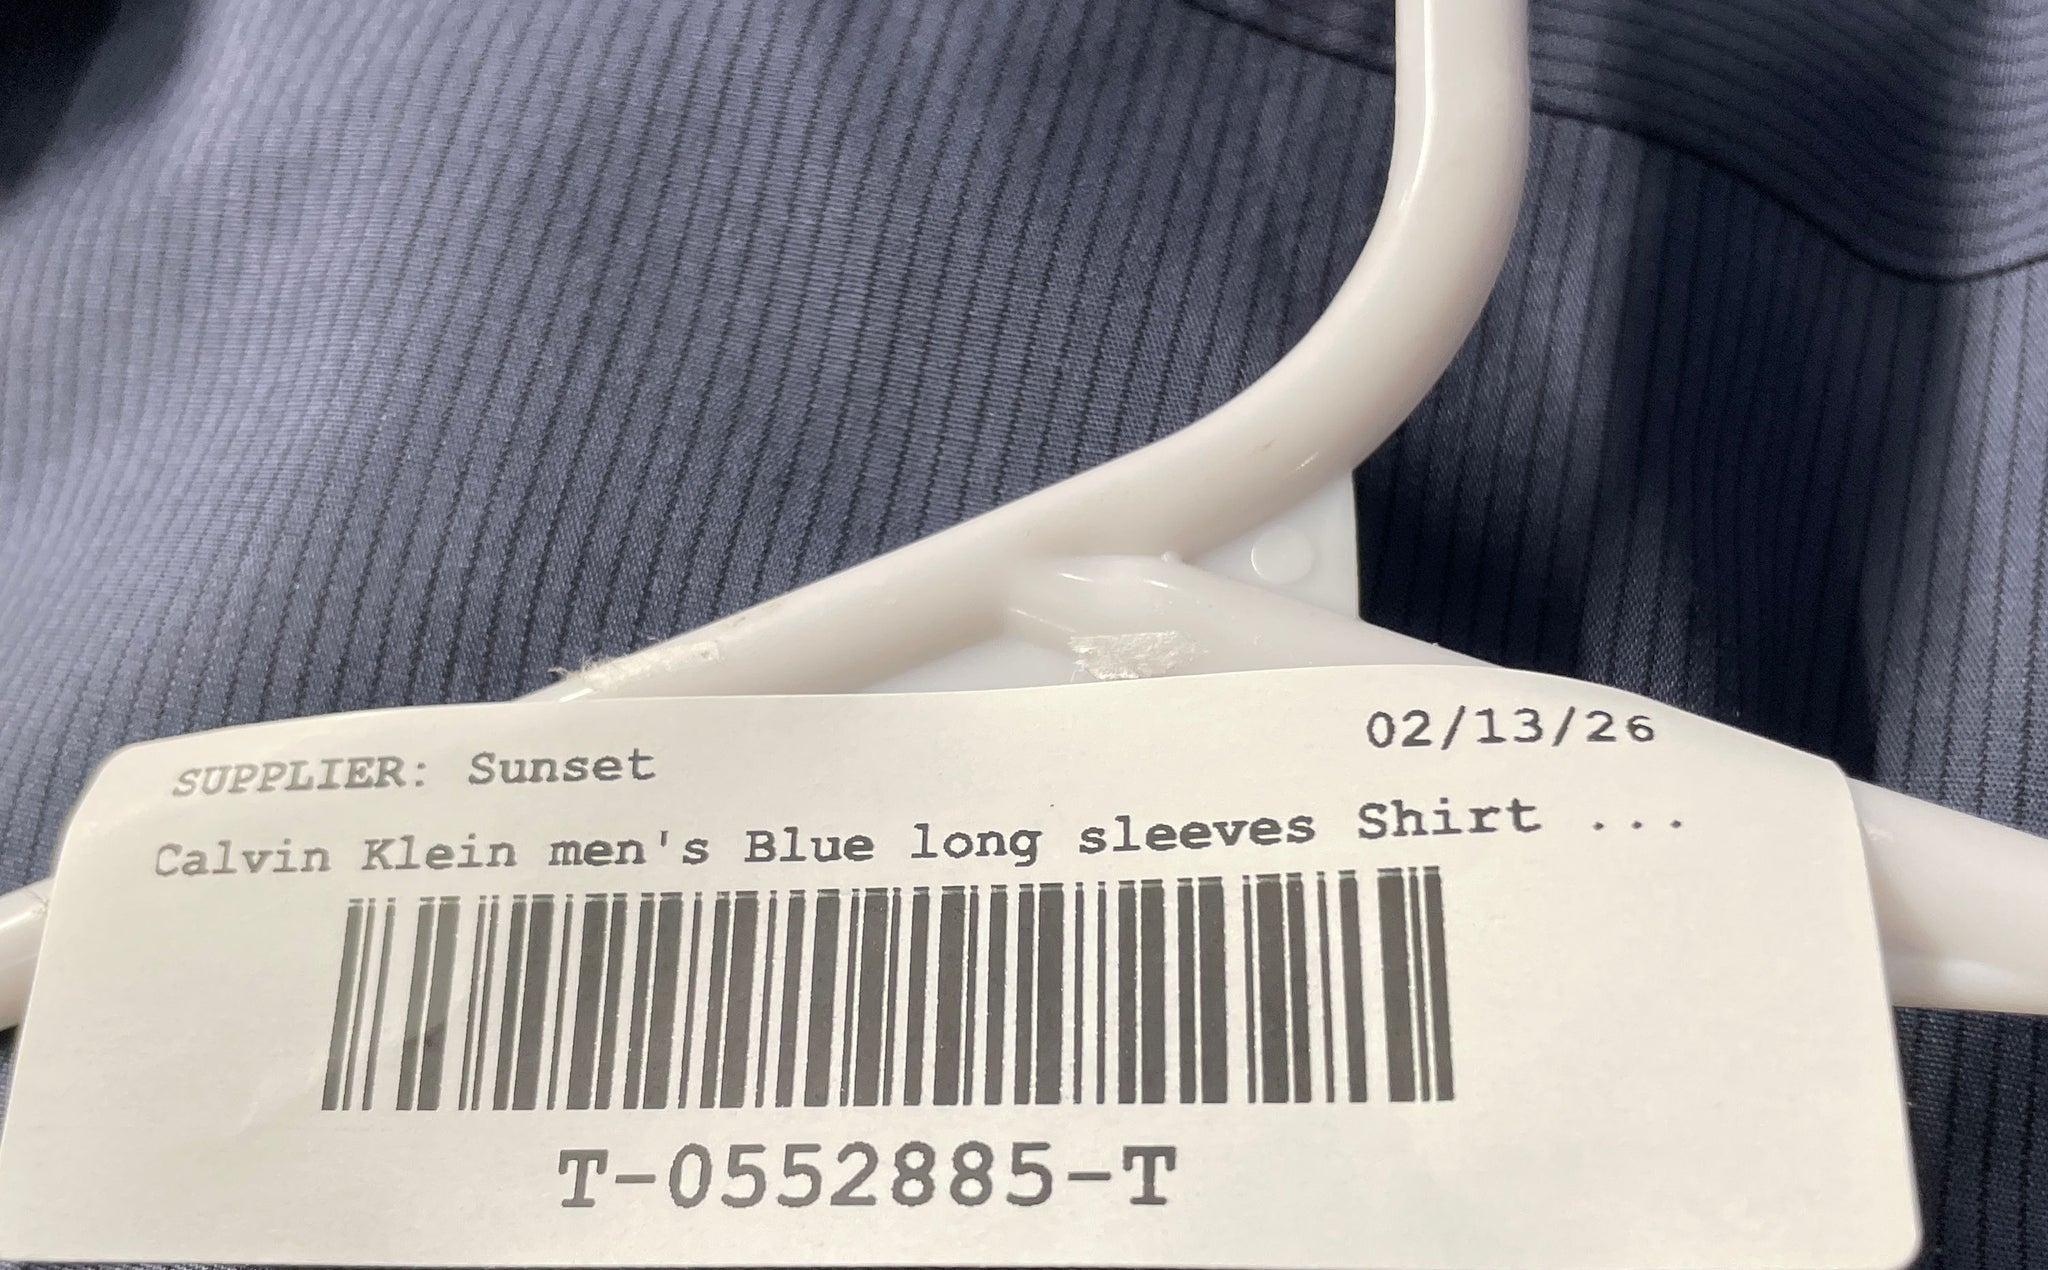 SUPPLIER: Sunset 02/13/26
Calvin Klein men's Blue long sleeves Shirt ...
T-0552885-T